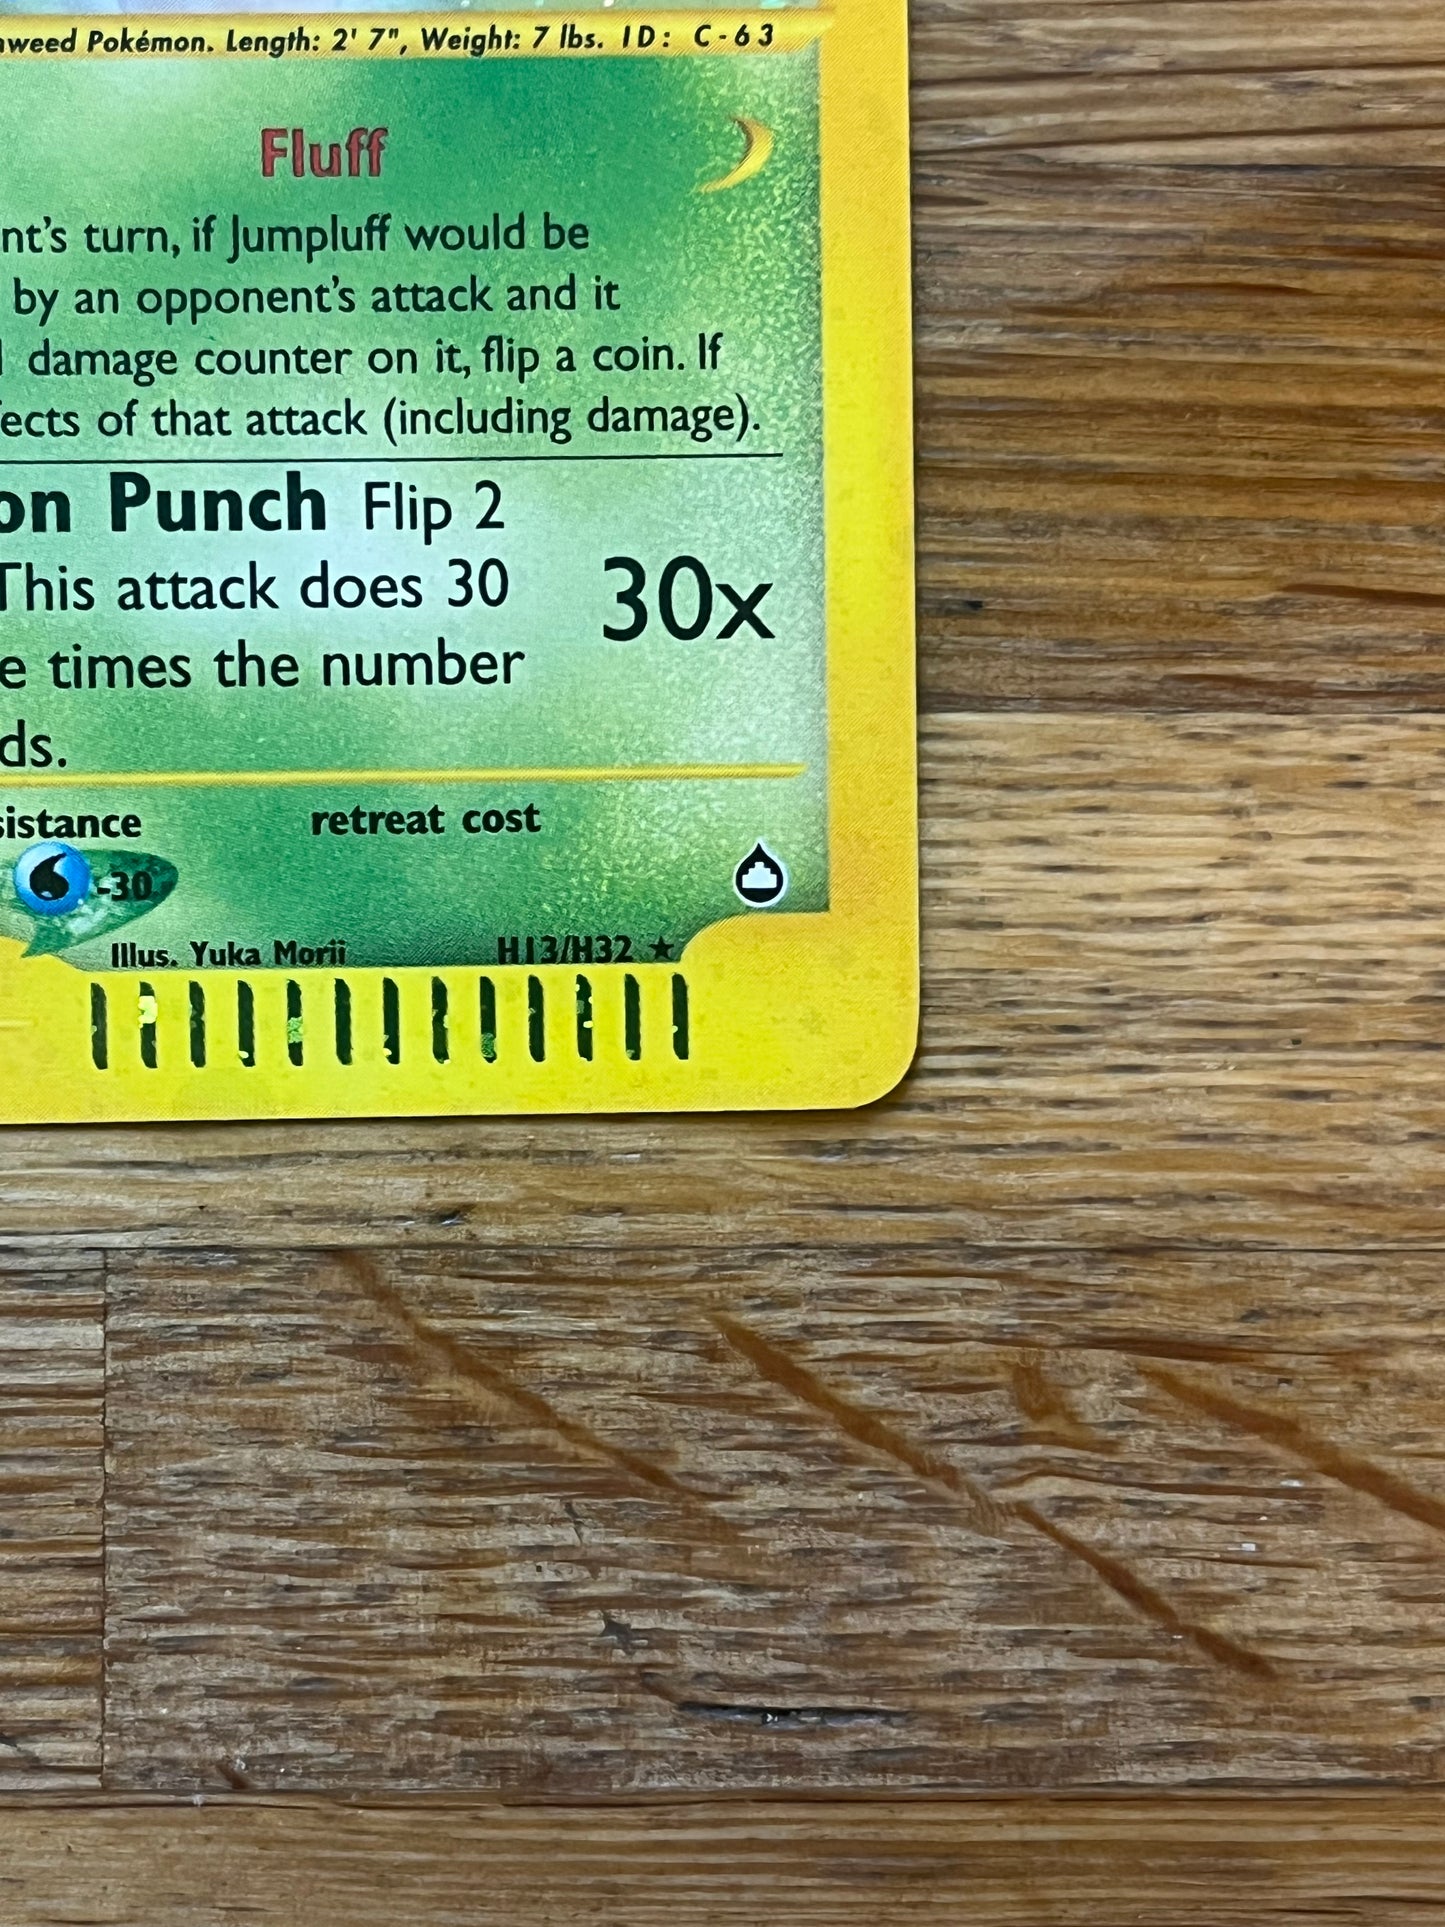 weed Pokémon. Length: 2' 7", Weight: 7 lbs. ID: C-63
Fluff
nt's turn, if Jumpluff would be
by an opponent's attack and it
damage counter on it, flip a coin. If
fects of that attack (including damage).
on Punch Flip 2
This attack does 30
30x
e times the number
ds.
sistance
retreat cost
-30
Illus. Yuka Morii
H13/H32 ★